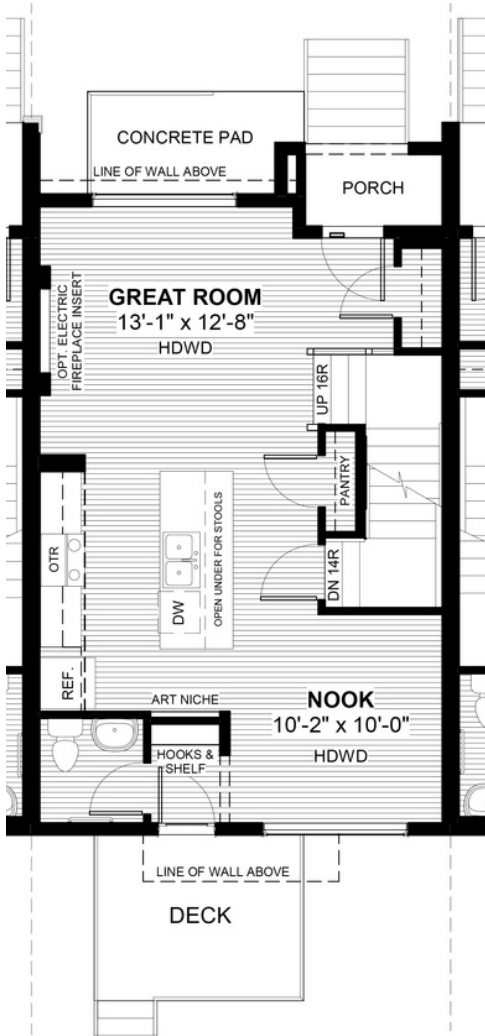 CONCRETE PAD
LINE OF WALL ABOVE
PORCH
GREAT ROOM
13'-1" x 12'-8"
HDWD
OPT. ELECTRIC
FIREPLACE INSERT
UP 16R
PANTRY
OPEN UNDER FOR STOOLS
OTR
DW
DN 14R
REF.
ART NICHE
NOOK
10'-2" x 10'-0"
HDWD
HOOKS &
SHELF
LINE OF WALL ABOVE
DECK